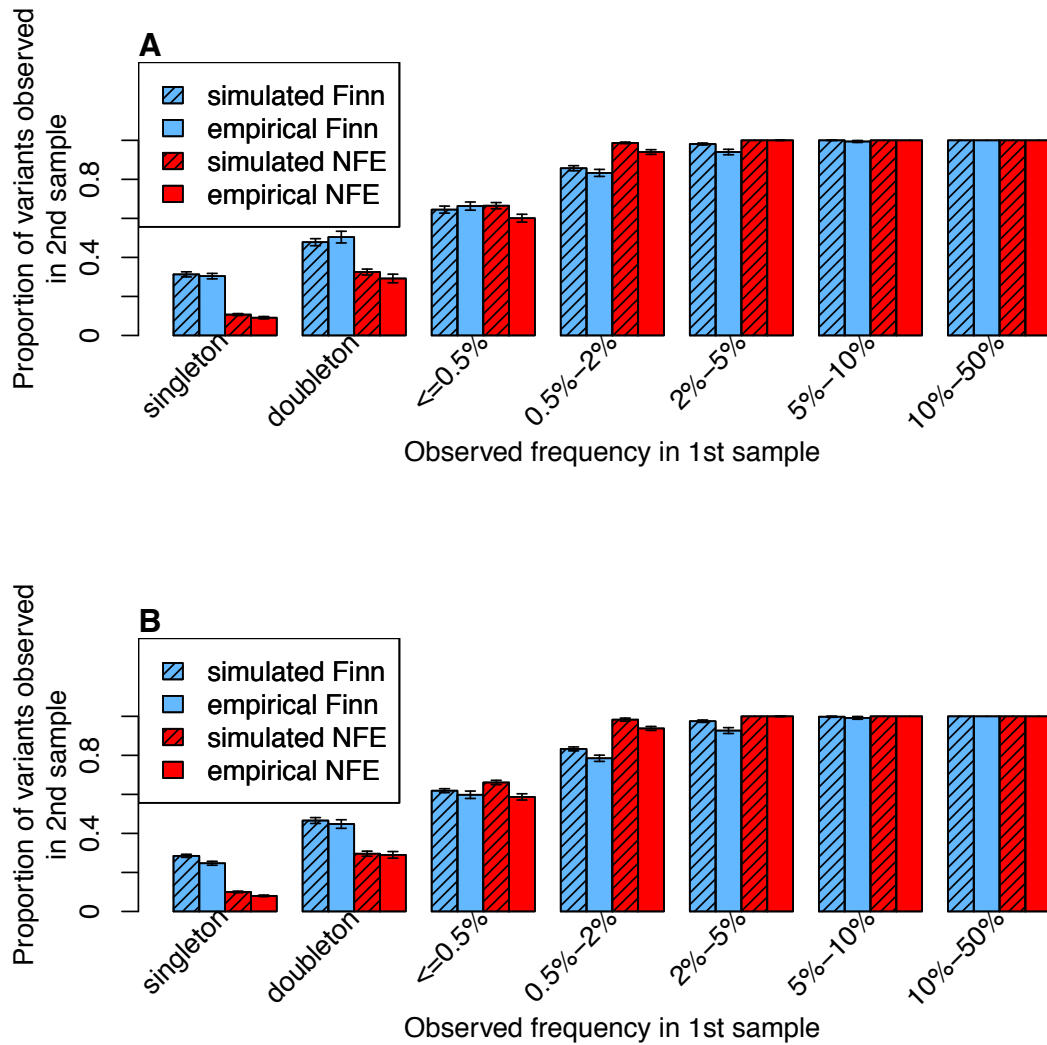 A
simulated Finn
empirical Finn
simulated NFE
empirical NFE
Proportion of variants observed
in 2nd sample
0.8
0.4
0
singleton
doubleton
<=0.5%
0.5%−2%
2%−5%
5%−10%
10%−50%
Observed frequency in 1st sample
B
simulated Finn
empirical Finn
simulated NFE
empirical NFE
Proportion of variants observed
in 2nd sample
0.8
0.4
0
singleton
doubleton
<=0.5%
0.5%−2%
2%−5%
5%−10%
10%−50%
Observed frequency in 1st sample